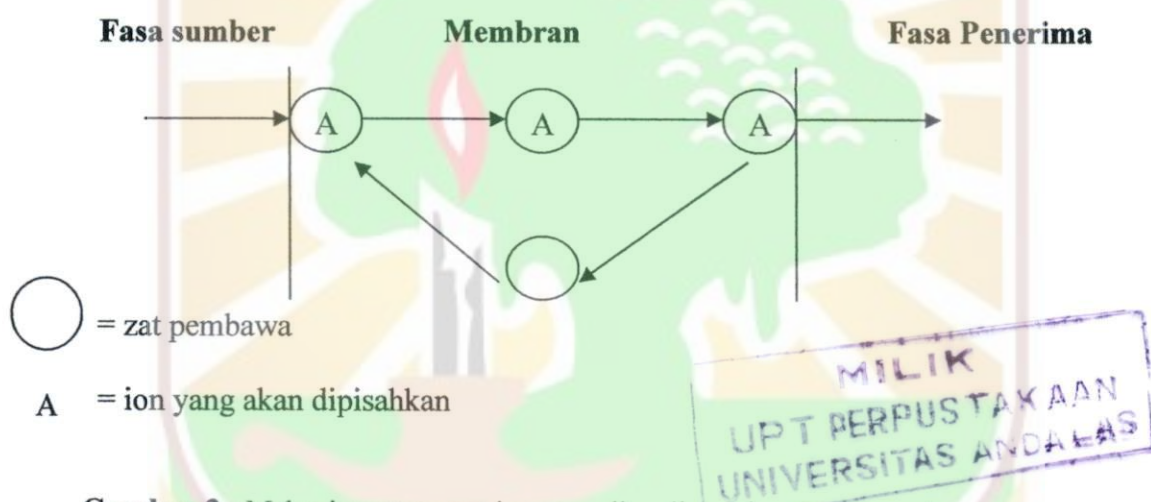 Fasa sumber Membran Fasa Penerima
A A A
= zat pembawa
A = ion yang akan dipisahkan
MILIK
UPT PERPUSTAKAAN
UNIVERSITAS ANDALAS